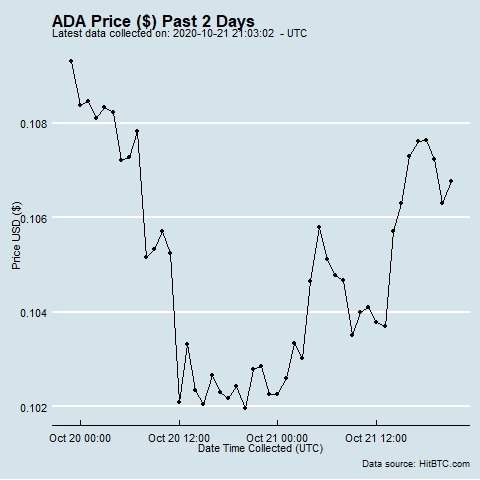 ADA Price ($) Past 2 Days
Latest data collected on: 2020-10-21 21:03:02  - UTC
Price USD ($)
0.108
0.106
0.104
0.102
Oct 20 00:00
Oct 20 12:00
Oct 21 00:00
Oct 21 12:00
Date Time Collected (UTC)
Data source: HitBTC.com